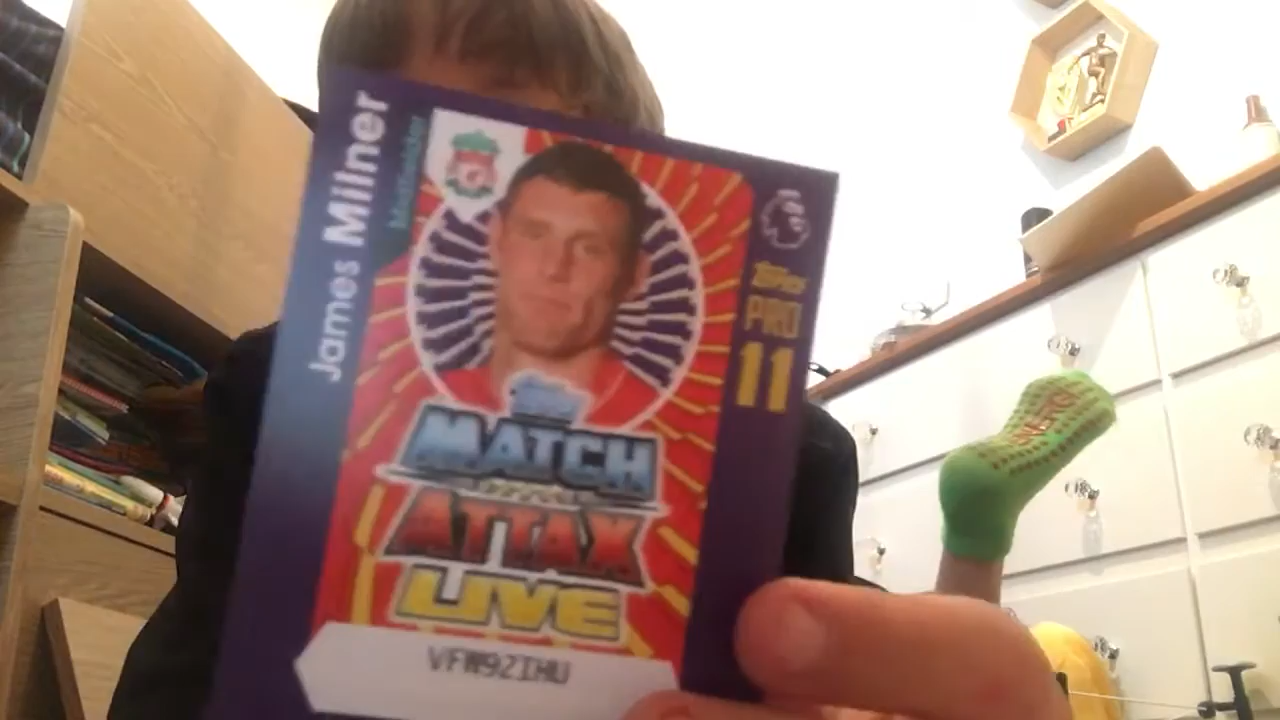 James Milner
Midfielder
Topps
PRO
11
Topps
MATCH
ATTAX
LIVE
VFW9ZIHU